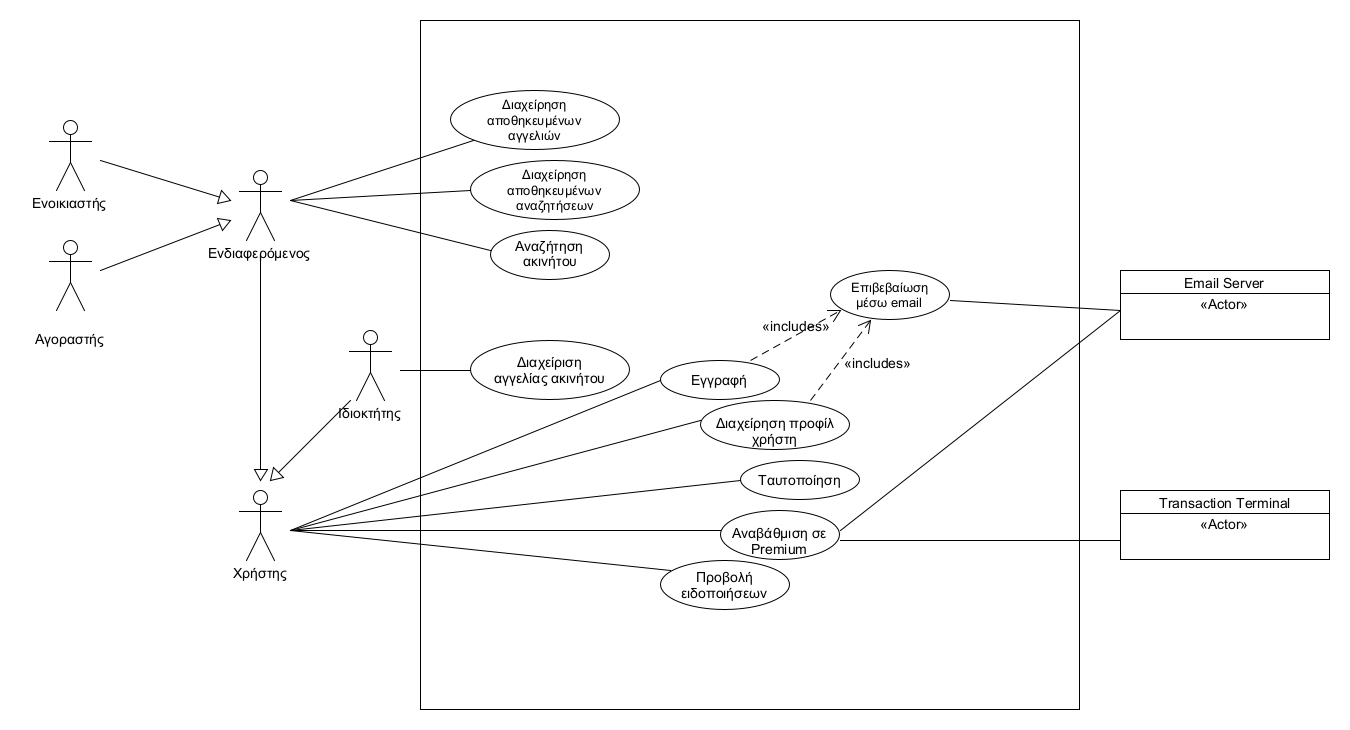 Διαχείρηση
αποθηκευμένων
αγγελιών
Ενοικιαστής
Διαχείρηση
αποθηκευμένων
αναζητήσεων
Ενδιαφερόμενος
Αναζήτηση
ακινήτου
Αγοραστής
Επιβεβαίωση
μέσω email
Email Server
«Actor»
«includes»
«includes»
Διαχείριση
αγγελίας ακινήτου
Ιδιοκτήτης
Εγγραφή
Διαχείρηση προφίλ
χρήστη
Ταυτοποίηση
Transaction Terminal
«Actor»
Αναβάθμιση σε
Premium
Χρήστης
Προβολή
ειδοποιήσεων